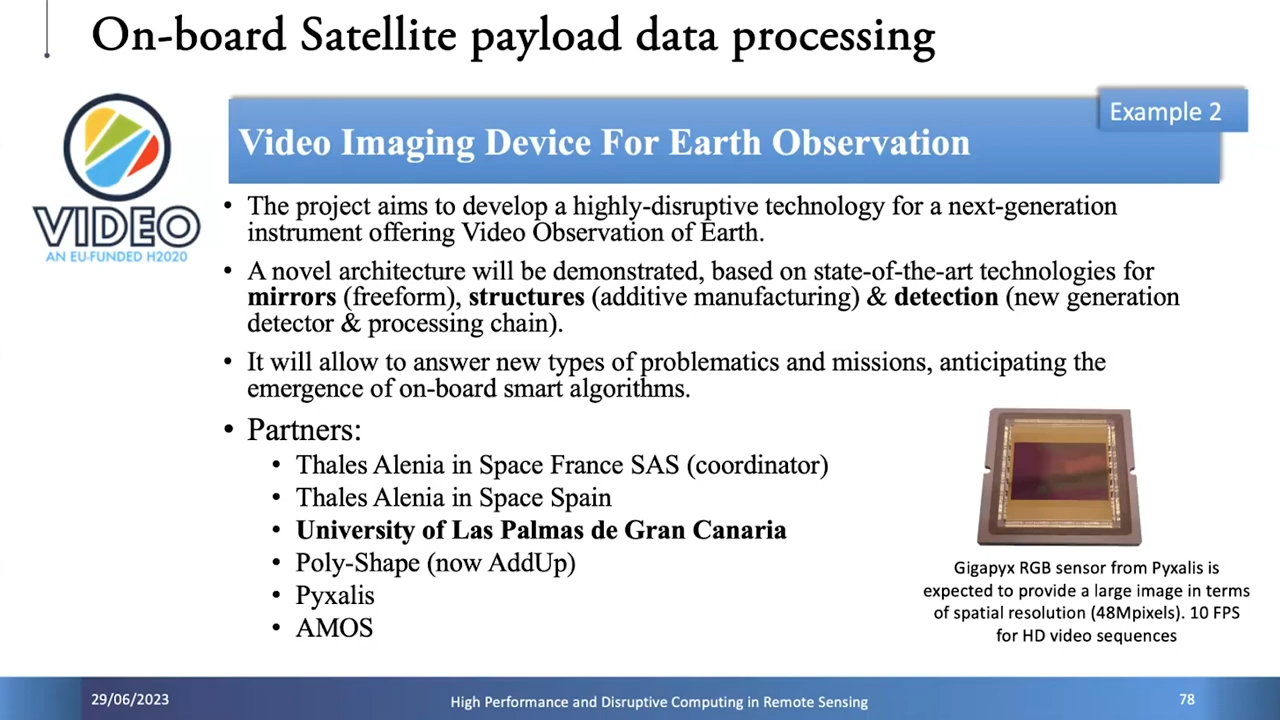 On-board Satellite payload data processing
VIDEO
AN EU-FUNDED H2020
Example 2
Video Imaging Device For Earth Observation
• The project aims to develop a highly-disruptive technology for a next-generation
instrument offering Video Observation of Earth.
• A novel architecture will be demonstrated, based on state-of-the-art technologies for
mirrors (freeform), structures (additive manufacturing) & detection (new generation
detector & processing chain).
• It will allow to answer new types of problematics and missions, anticipating the
emergence of on-board smart algorithms.
• Partners:
• Thales Alenia in Space France SAS (coordinator)
• Thales Alenia in Space Spain
• University of Las Palmas de Gran Canaria
• Poly-Shape (now AddUp)
• Pyxalis
• AMOS
Gigapyx RGB sensor from Pyxalis is
expected to provide a large image in terms
of spatial resolution (48Mpixels). 10 FPS
for HD video sequences
29/06/2023
High Performance and Disruptive Computing in Remote Sensing
78